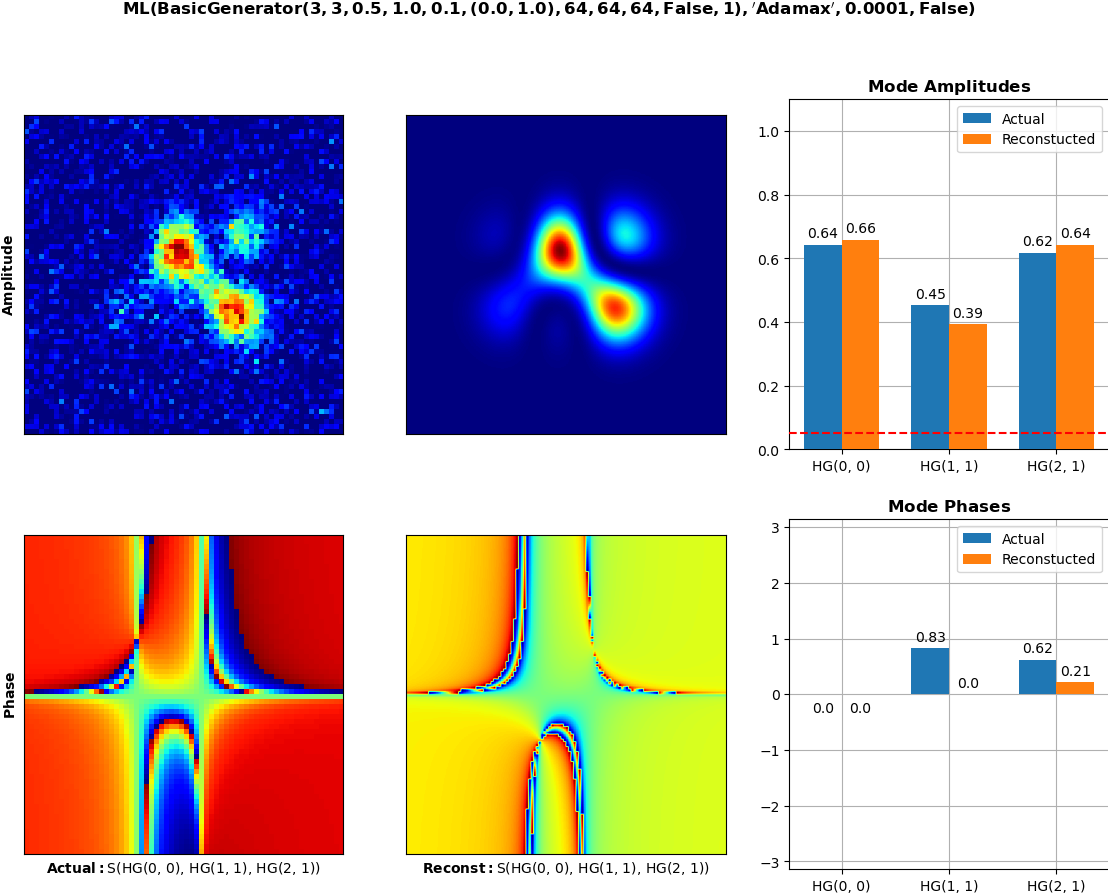 ML(BasicGenerator(3, 3, 0.5, 1.0, 0.1, (0.0, 1.0), 64, 64, 64, False, 1), ′Adamax′, 0.0001, False)
Amplitude
Mode Amplitudes
Actual
Reconstucted
1.0
0.8
0.6
0.4
0.2
0.0
0.64
0.66
0.45
0.39
0.62
0.64
HG(0, 0)
HG(1, 1)
HG(2, 1)
Phase
Actual: S(HG(0, 0), HG(1, 1), HG(2, 1))
Reconst: S(HG(0, 0), HG(1, 1), HG(2, 1))
Mode Phases
Actual
Reconstucted
3
2
1
0
−1
−2
−3
0.0
0.0
0.83
0.0
0.62
0.21
HG(0, 0)
HG(1, 1)
HG(2, 1)